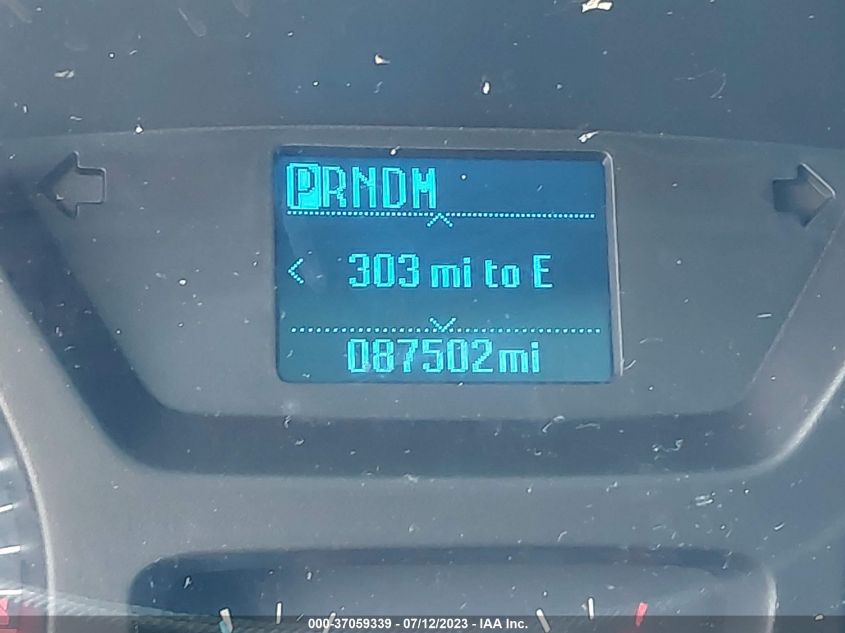 PRNDM
303 mi to E
087502mi
000-37059339 - 07/12/2023 - IAA Inc.